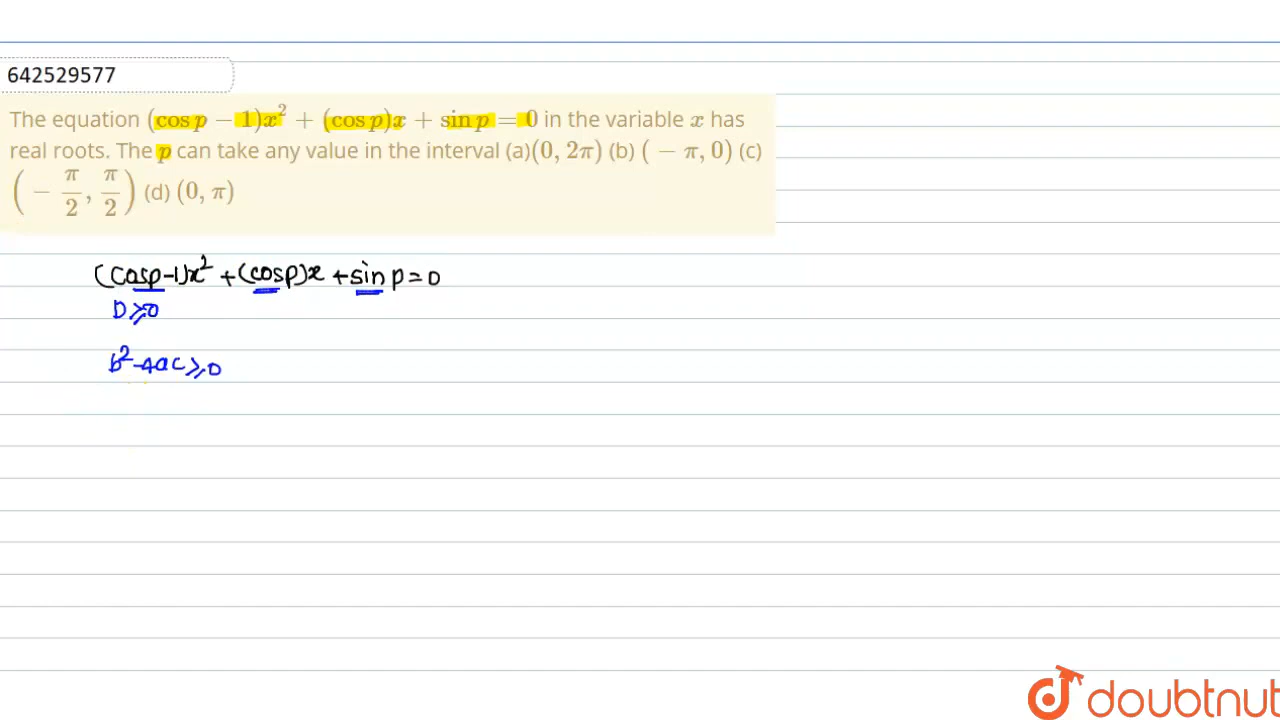 642529577
The equation (cos p − 1)x² + (cos p)x + sin p = 0 in the variable x has
real roots. The p can take any value in the interval (a)(0, 2π) (b) (−π, 0) (c)
(−π/2, π/2) (d) (0, π)
(cosp-1)x² + (cosp)x + sin p = 0
D ≥ 0
b² - 4ac ≥ 0
doubtnut